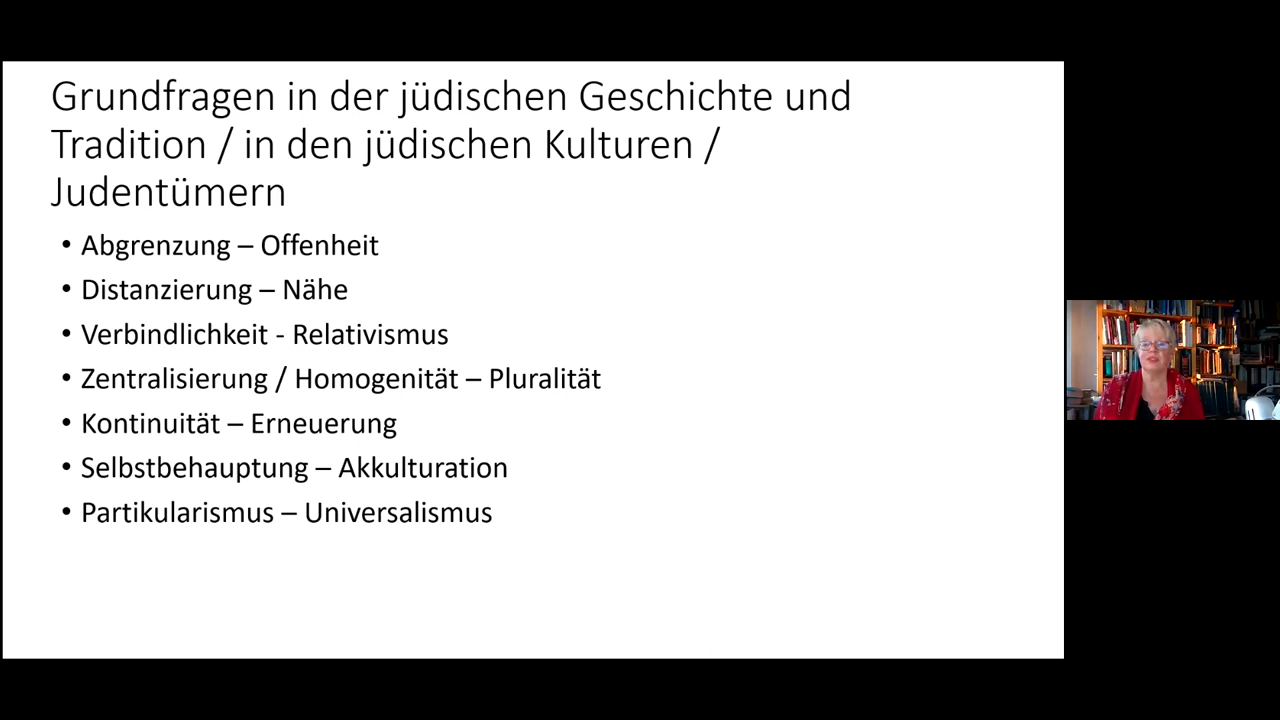 Grundfragen in der jüdischen Geschichte und
Tradition / in den jüdischen Kulturen /
Judentümern
• Abgrenzung – Offenheit
• Distanzierung – Nähe
• Verbindlichkeit - Relativismus
• Zentralisierung / Homogenität – Pluralität
• Kontinuität – Erneuerung
• Selbstbehauptung – Akkulturation
• Partikularismus – Universalismus